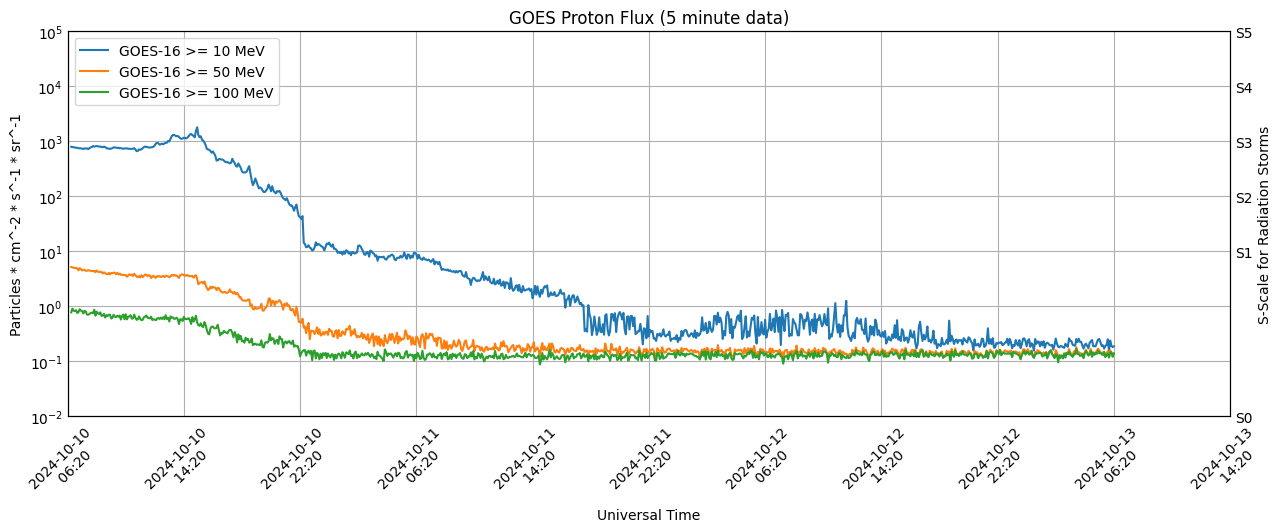 GOES Proton Flux (5 minute data)
GOES-16 >= 10 MeV
GOES-16 >= 50 MeV
GOES-16 >= 100 MeV
Particles * cm^-2 * s^-1 * sr^-1
10^5
10^4
10^3
10^2
10^1
10^0
10^-1
10^-2
S5
S4
S3
S2
S1
S0
S-Scale for Radiation Storms
2024-10-10
06:20
2024-10-10
14:20
2024-10-10
22:20
2024-10-11
06:20
2024-10-11
14:20
2024-10-11
22:20
2024-10-12
06:20
2024-10-12
14:20
2024-10-12
22:20
2024-10-13
06:20
2024-10-13
14:20
Universal Time